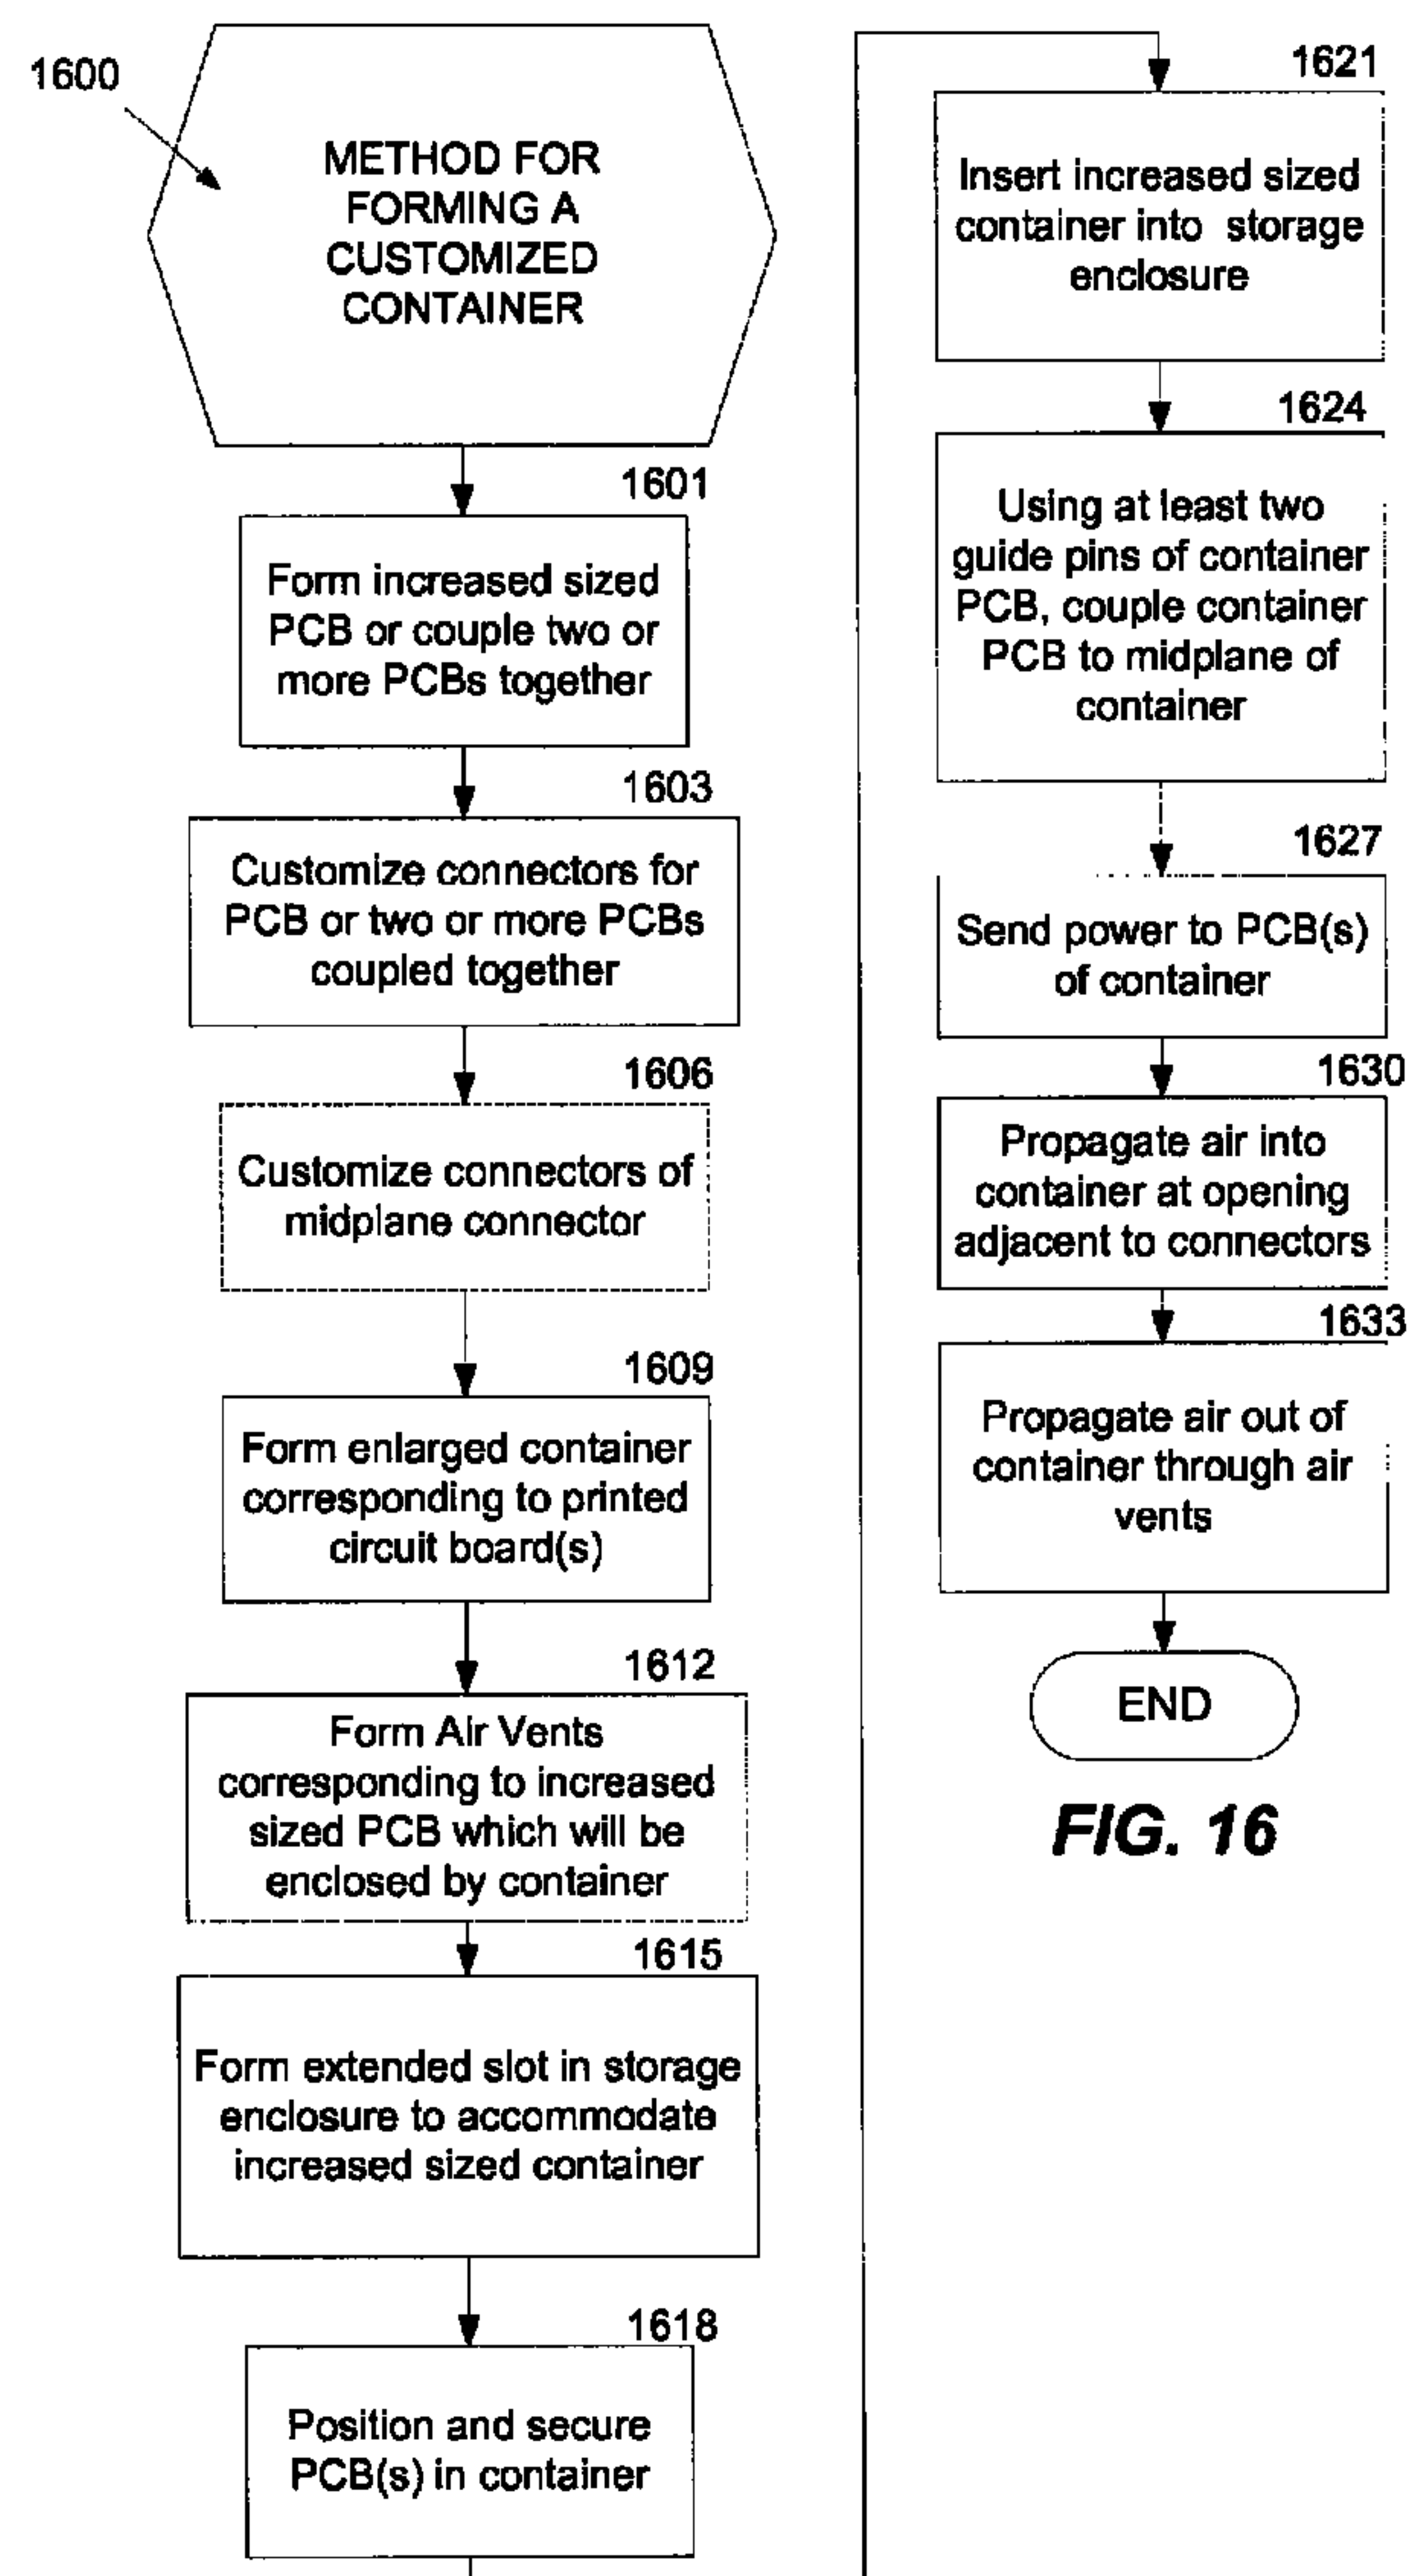 1600
METHOD FOR
FORMING A
CUSTOMIZED
CONTAINER
1601
Form increased sized
PCB or couple two or
more PCBs together
1603
Customize connectors for
PCB or two or more PCBs
coupled together
1606
Customize connectors of
midplane connector
1609
Form enlarged container
corresponding to printed
circuit board(s)
1612
Form Air Vents
corresponding to increased
sized PCB which will be
enclosed by container
1615
Form extended slot in storage
enclosure to accommodate
increased sized container
1618
Position and secure
PCB(s) in container
1621
Insert increased sized
container into storage
enclosure
1624
Using at least two
guide pins of container
PCB, couple container
PCB to midplane of
container
1627
Send power to PCB(s)
of container
1630
Propagate air into
container at opening
adjacent to connectors
1633
Propagate air out of
container through air
vents
END
FIG. 16